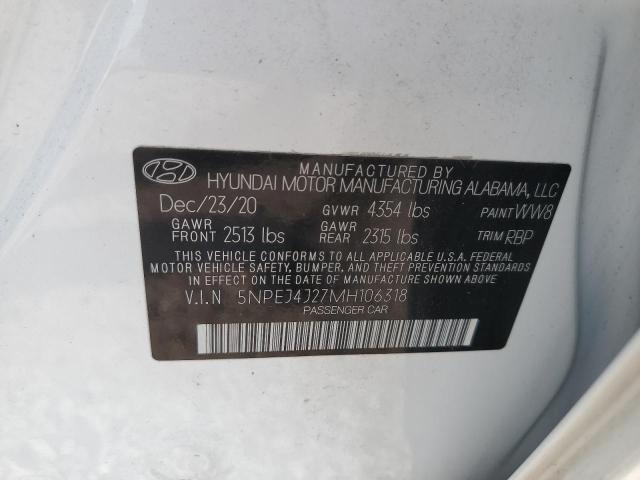 MANUFACTURED BY
HYUNDAI MOTOR MANUFACTURING ALABAMA, LLC
Dec/23/20 GVWR 4354 lbs PAINT WW8
GAWR FRONT 2513 lbs GAWR REAR 2315 lbs TRIM RBP
THIS VEHICLE CONFORMS TO ALL APPLICABLE U.S.A. FEDERAL
MOTOR VEHICLE SAFETY, BUMPER, AND THEFT PREVENTION
STANDARDS IN EFFECT ON THE DATE OF MANUFACTURE SHOWN ABOVE
V.I.N 5NPEJ4J27MH106318
PASSENGER CAR